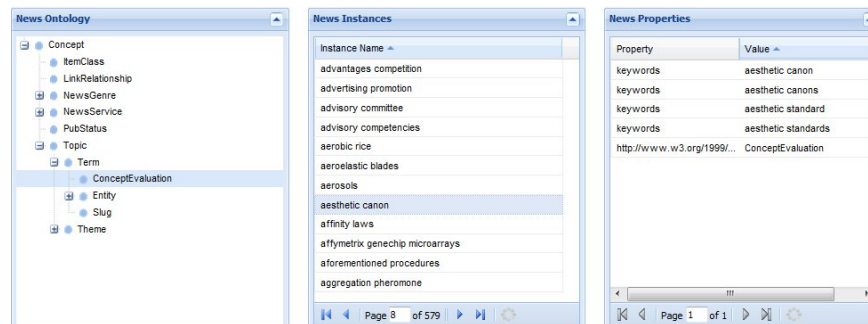 News Ontology
Concept
ItemClass
LinkRelationship
NewsGenre
NewsService
PubStatus
Topic
Term
ConceptEvaluation
Entity
Slug
Theme
News Instances
Instance Name
advantages competition
advertising promotion
advisory committee
advisory competencies
aerobic rice
aeroelastic blades
aerosols
aesthetic canon
affinity laws
affymetrix genechip microarrays
aforementioned procedures
aggregation pheromone
Page 8 of 579
News Properties
Property Value
keywords aesthetic canon
keywords aesthetic canons
keywords aesthetic standard
keywords aesthetic standards
http://www.w3.org/1999/... ConceptEvaluation
Page 1 of 1